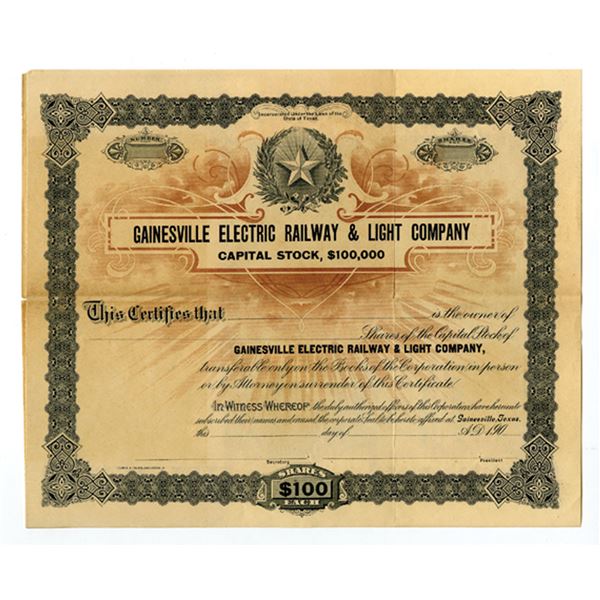 Incorporated Under the Laws of the
State of Texas.
NUMBER
SHARES
GAINESVILLE ELECTRIC RAILWAY & LIGHT COMPANY
CAPITAL STOCK, $100,000
This Certifies that is the owner of
Shares of the Capital Stock of
GAINESVILLE ELECTRIC RAILWAY & LIGHT COMPANY,
transferable only on the Books of the Corporation in person
or by Attorney on surrender of this Certificate.
IN WITNESS WHEREOF the duly authorized officers of this Corporation have hereunto
subscribed their names and caused the corporate Seal to be hereto affixed at Gainesville, Texas,
this day of A.D. 190
Secretary President
SHARES
$100
EACH